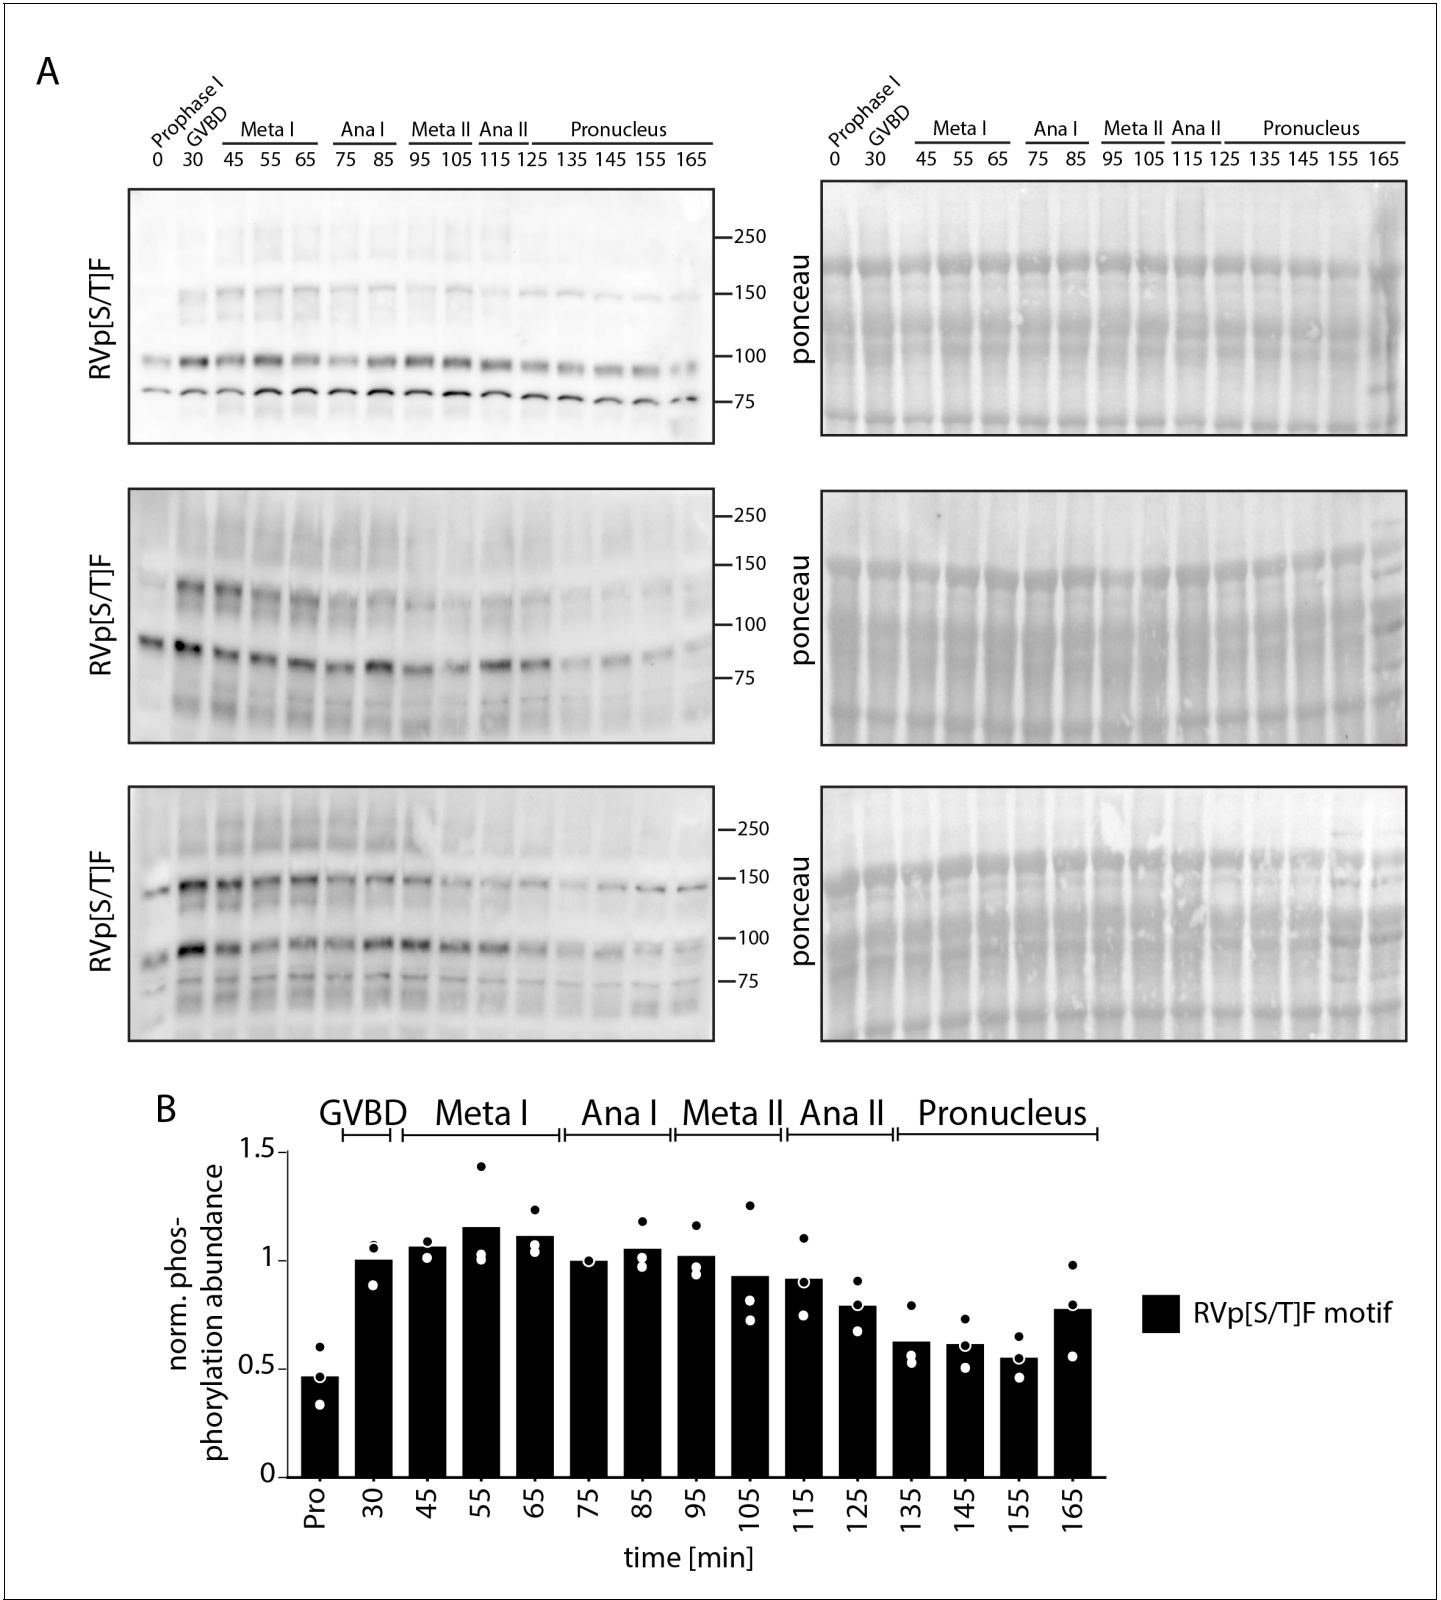 A
Prophase I
GVBD
Meta I
Ana I
Meta II
Ana II
Pronucleus
0 30 45 55 65 75 85 95 105 115 125 135 145 155 165
Prophase I
GVBD
Meta I
Ana I
Meta II
Ana II
Pronucleus
0 30 45 55 65 75 85 95 105 115 125 135 145 155 165
RVp[S/T]F
250
150
100
75
ponceau
RVp[S/T]F
250
150
100
75
ponceau
RVp[S/T]F
250
150
100
75
ponceau
B
GVBD Meta I Ana I Meta II Ana II Pronucleus
norm. phos-
phorylation abundance
1.5
1
0.5
0
Pro 30 45 55 65 75 85 95 105 115 125 135 145 155 165
time [min]
RVp[S/T]F motif